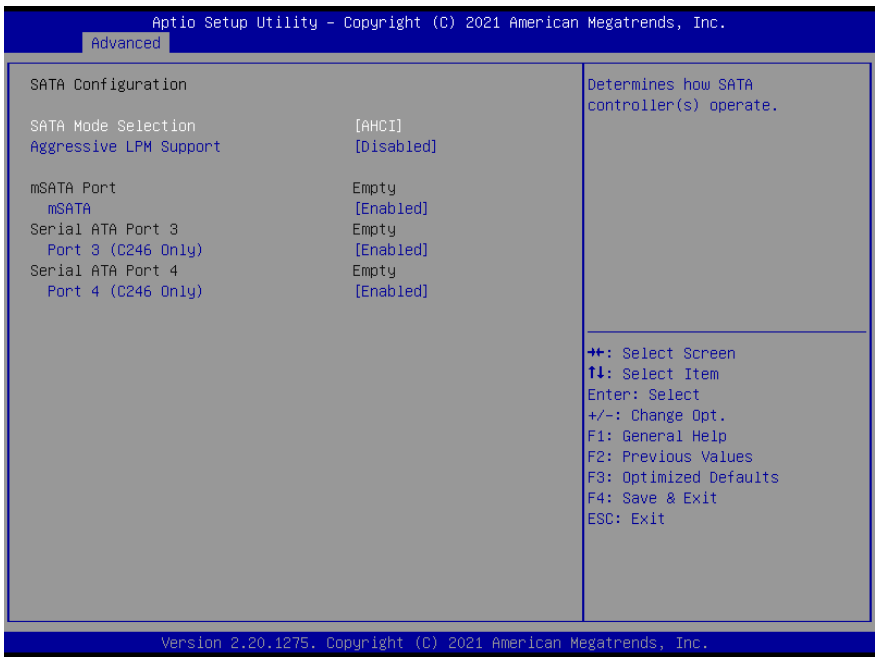 Aptio Setup Utility – Copyright (C) 2021 American Megatrends, Inc.
Advanced
SATA Configuration
SATA Mode Selection [AHCI]
Aggressive LPM Support [Disabled]
mSATA Port Empty
mSATA [Enabled]
Serial ATA Port 3 Empty
Port 3 (C246 Only) [Enabled]
Serial ATA Port 4 Empty
Port 4 (C246 Only) [Enabled]
Determines how SATA
controller(s) operate.
→←: Select Screen
↑↓: Select Item
Enter: Select
+/-: Change Opt.
F1: General Help
F2: Previous Values
F3: Optimized Defaults
F4: Save & Exit
ESC: Exit
Version 2.20.1275. Copyright (C) 2021 American Megatrends, Inc.